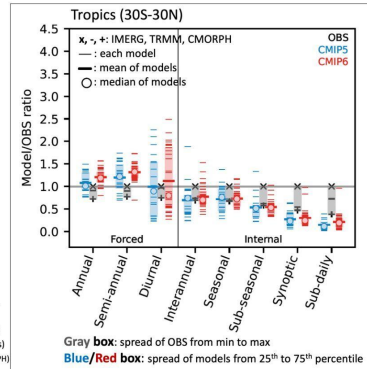 Tropics (30S-30N)
x, -, +: IMERG, TRMM, CMORPH
— : each model
— : mean of models
○ : median of models
OBS
CMIP5
CMIP6
Model/OBS ratio
4.5
4.0
3.5
3.0
2.5
2.0
1.5
1.0
0.5
0.0
Forced
Internal
Annual
Semi-annual
Diurnal
Interannual
Seasonal
Sub-seasonal
Synoptic
Sub-daily
Gray box: spread of OBS from min to max
Blue/Red box: spread of models from 25th to 75th percentile
s)
PH)